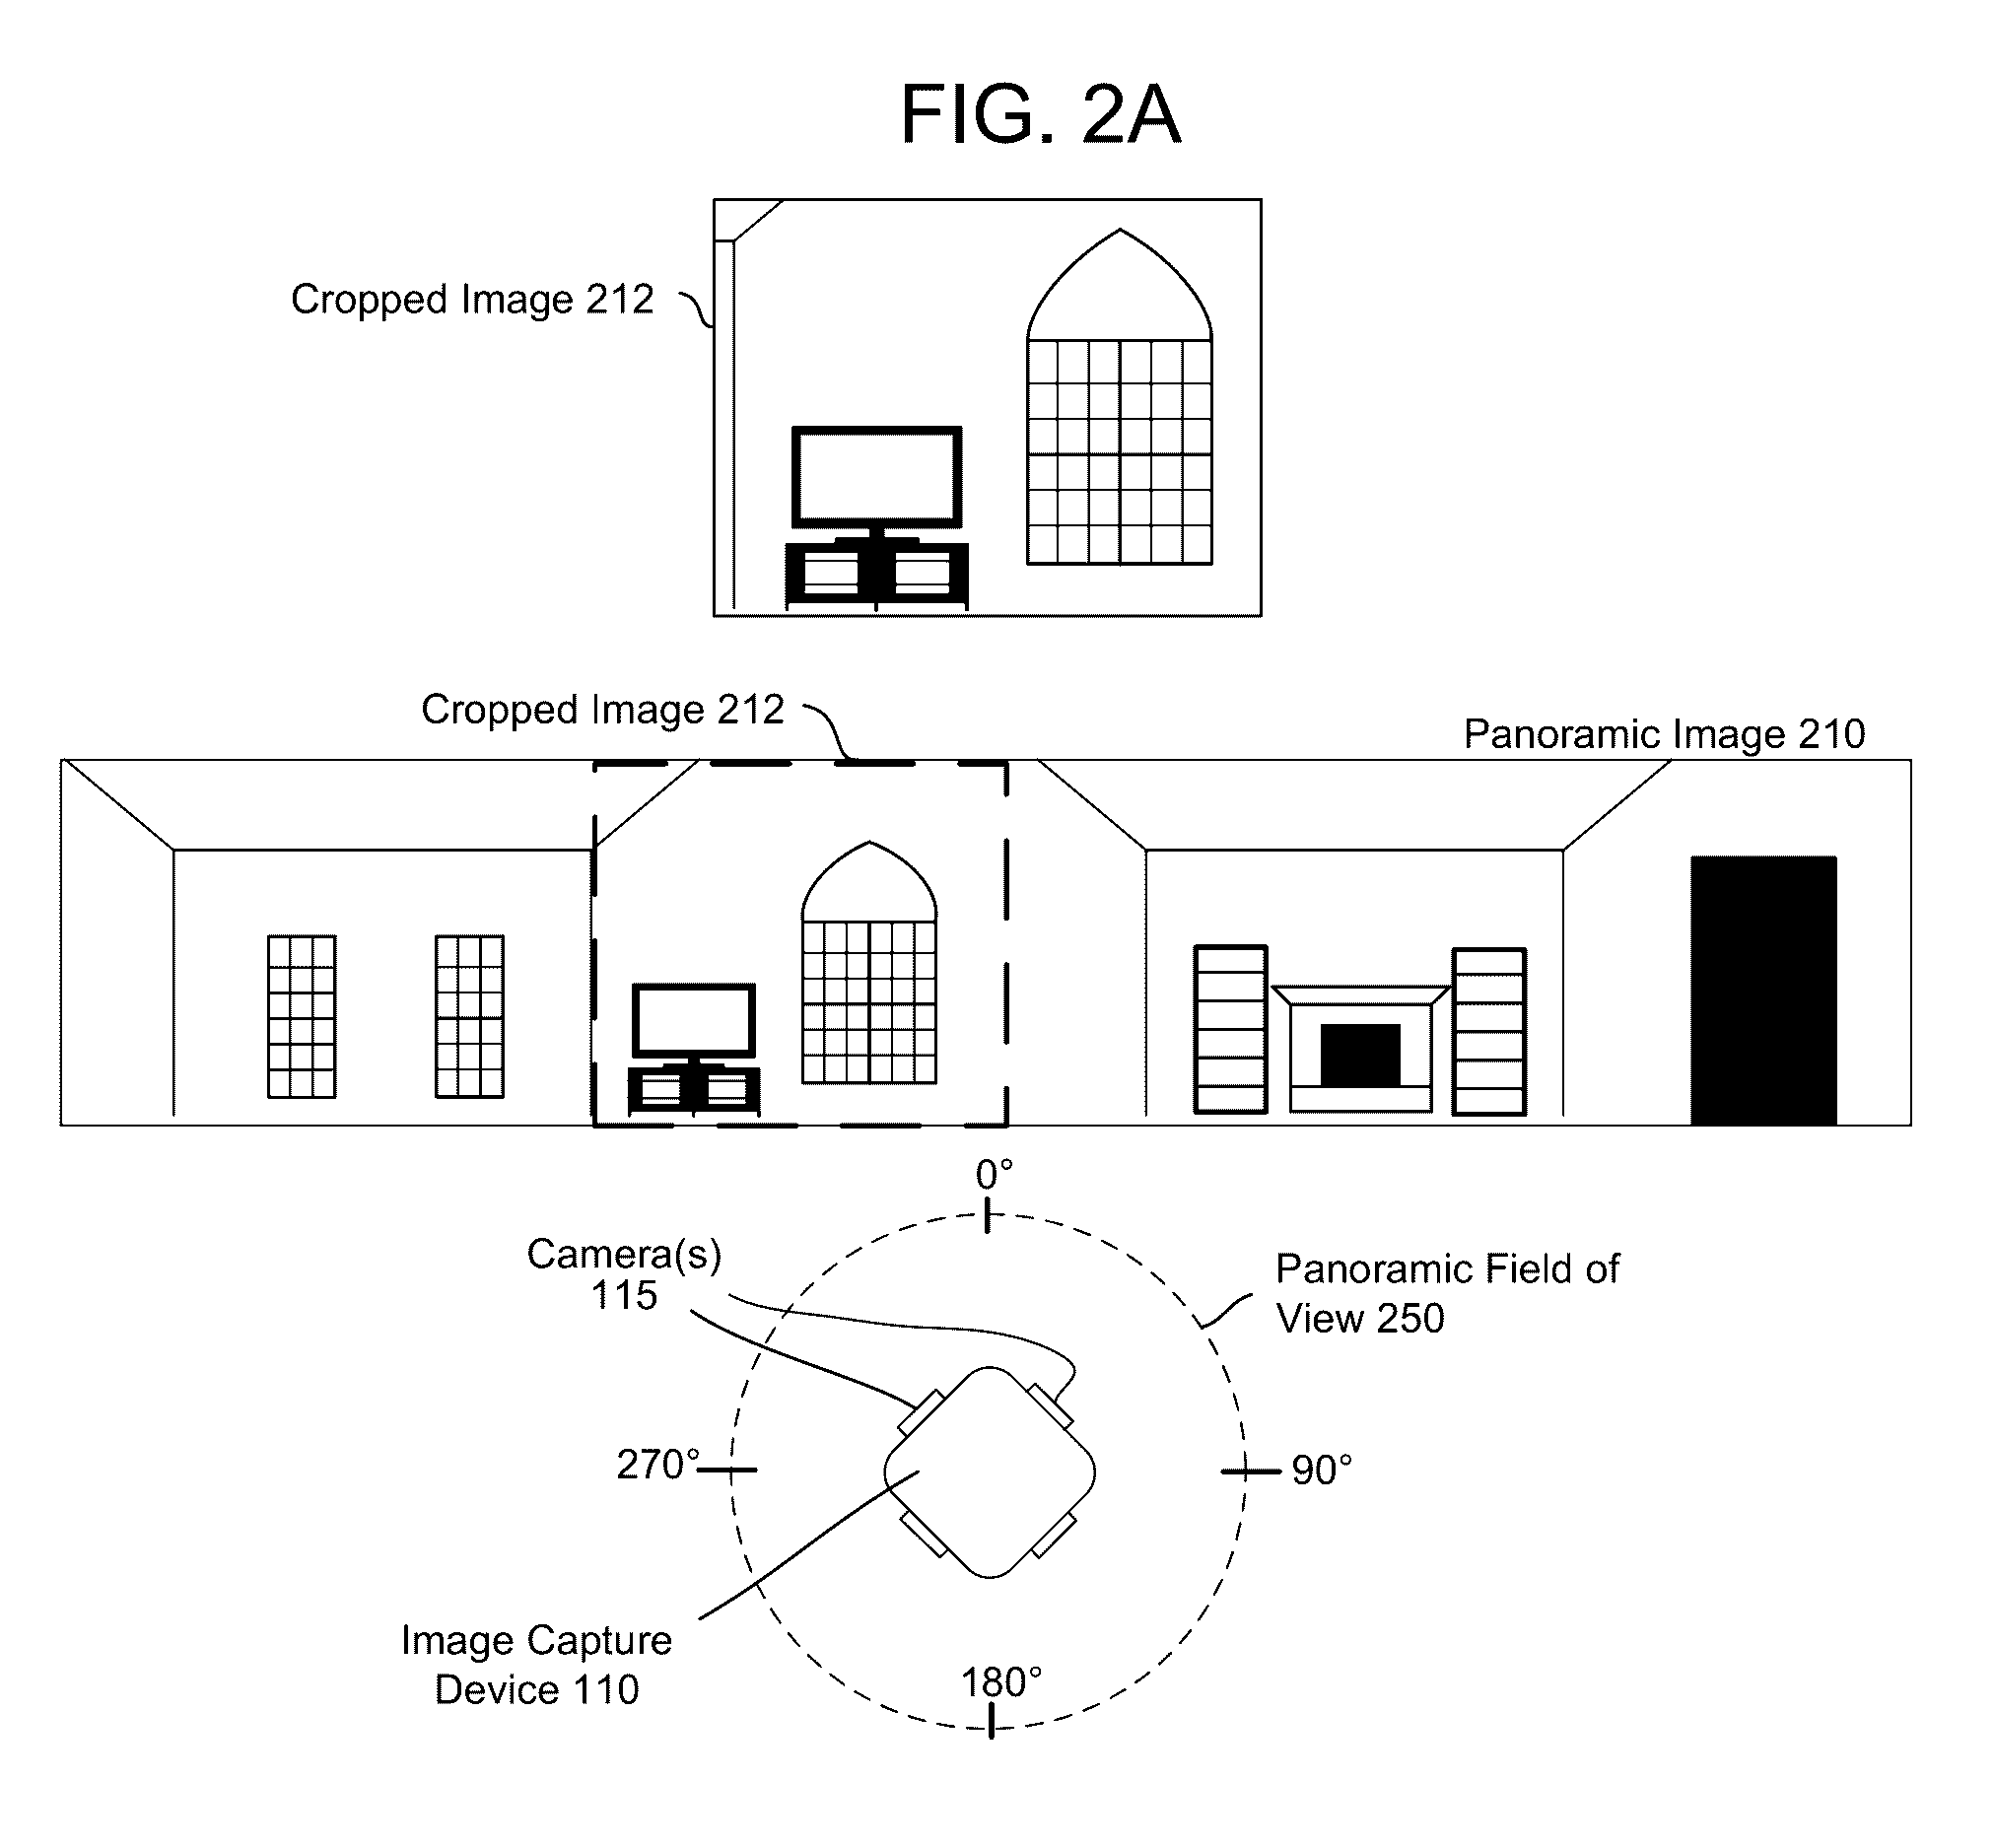 FIG. 2A
Cropped Image 212
Cropped Image 212
Panoramic Image 210
0°
Camera(s)
115
Panoramic Field of
View 250
270°
90°
Image Capture
Device 110
180°